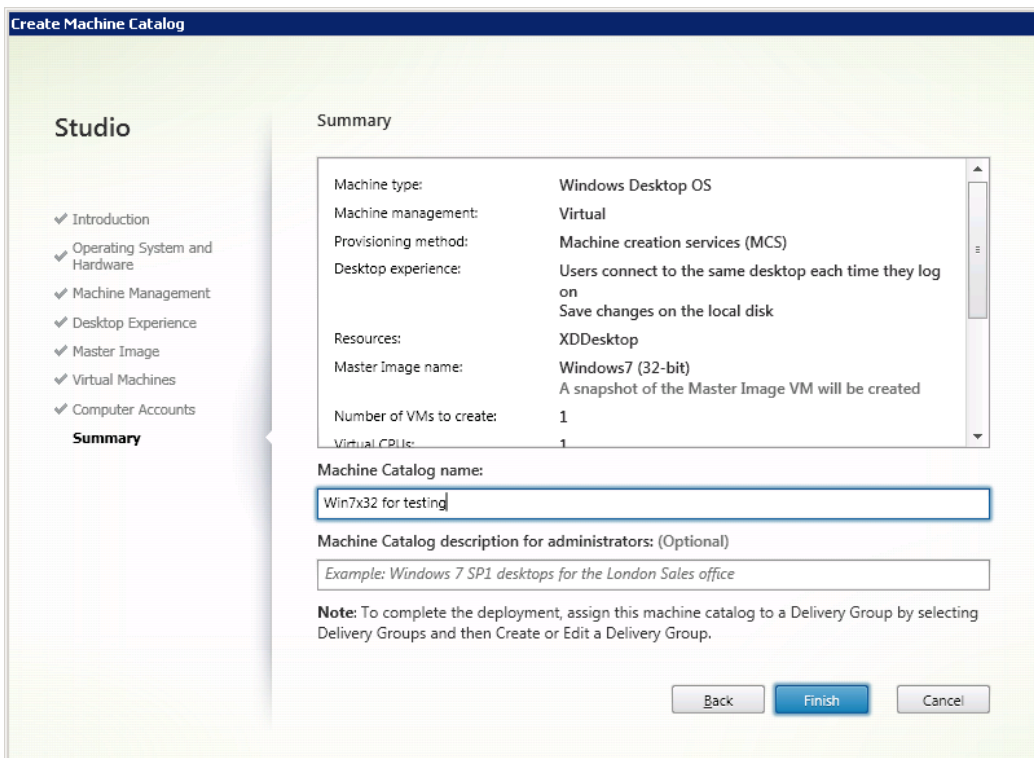 Create Machine Catalog
Studio
Introduction
Operating System and
Hardware
Machine Management
Desktop Experience
Master Image
Virtual Machines
Computer Accounts
Summary
Summary
Machine type: Windows Desktop OS
Machine management: Virtual
Provisioning method: Machine creation services (MCS)
Desktop experience: Users connect to the same desktop each time they log
on
Save changes on the local disk
Resources: XDDesktop
Master Image name: Windows7 (32-bit)
A snapshot of the Master Image VM will be created
Number of VMs to create: 1
Virtual CPUs: 1
Machine Catalog name:
Win7x32 for testing
Machine Catalog description for administrators: (Optional)
Example: Windows 7 SP1 desktops for the London Sales office
Note: To complete the deployment, assign this machine catalog to a Delivery Group by selecting
Delivery Groups and then Create or Edit a Delivery Group.
Back Finish Cancel